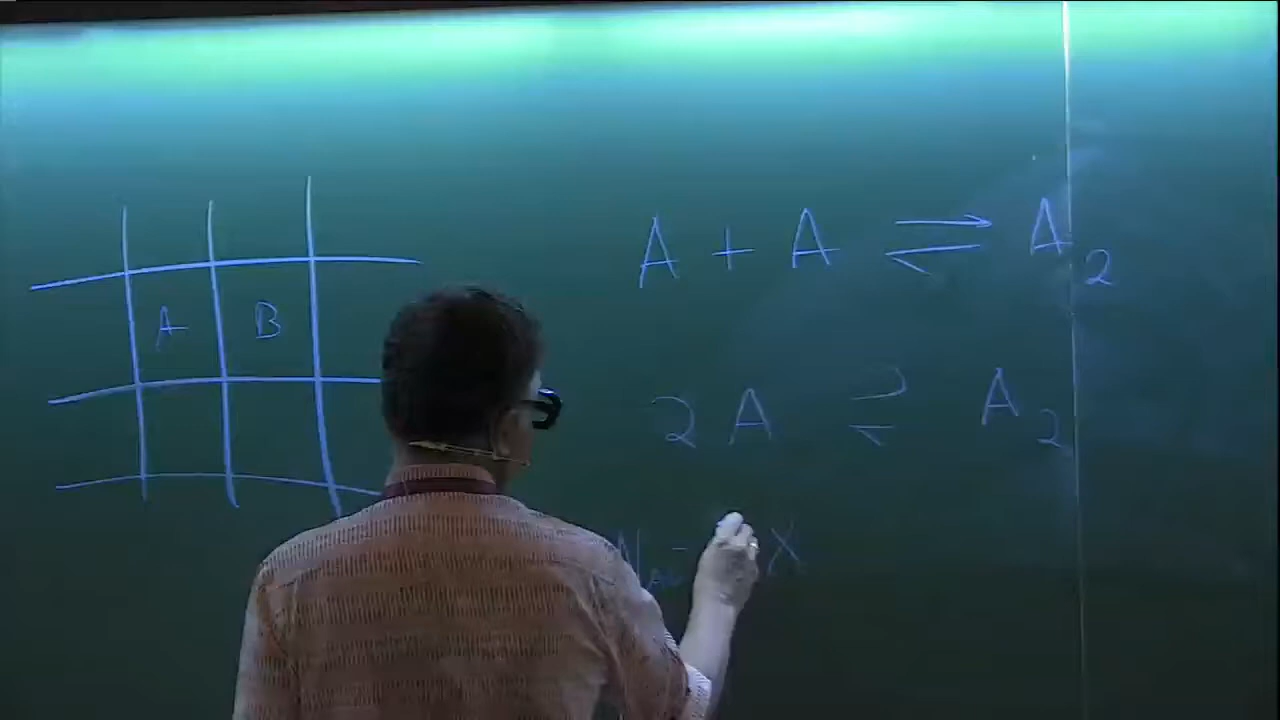 A B
A + A ⇌ A₂
2 A ⇌ A₂